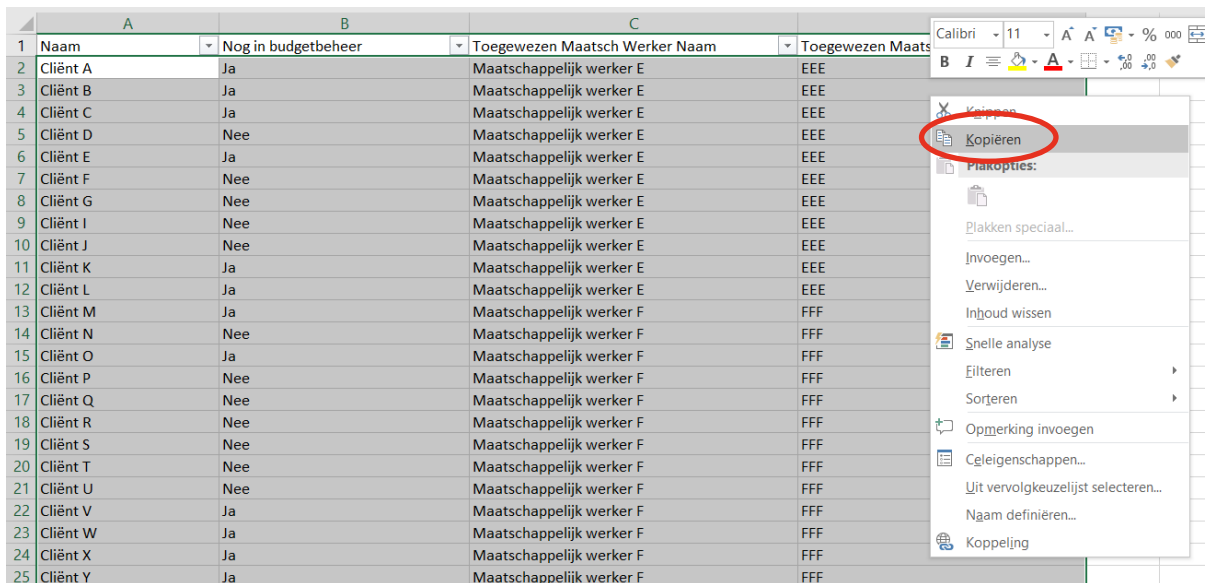 A B C
1 Naam Nog in budgetbeheer Toegewezen Maatsch Werker Naam Toegewezen Maats
2 Cliënt A Ja Maatschappelijk werker E EEE
3 Cliënt B Ja Maatschappelijk werker E EEE
4 Cliënt C Ja Maatschappelijk werker E EEE
5 Cliënt D Nee Maatschappelijk werker E EEE
6 Cliënt E Ja Maatschappelijk werker E EEE
7 Cliënt F Nee Maatschappelijk werker E EEE
8 Cliënt G Nee Maatschappelijk werker E EEE
9 Cliënt I Nee Maatschappelijk werker E EEE
10 Cliënt J Nee Maatschappelijk werker E EEE
11 Cliënt K Ja Maatschappelijk werker E EEE
12 Cliënt L Ja Maatschappelijk werker E EEE
13 Cliënt M Ja Maatschappelijk werker F FFF
14 Cliënt N Nee Maatschappelijk werker F FFF
15 Cliënt O Ja Maatschappelijk werker F FFF
16 Cliënt P Nee Maatschappelijk werker F FFF
17 Cliënt Q Nee Maatschappelijk werker F FFF
18 Cliënt R Nee Maatschappelijk werker F FFF
19 Cliënt S Nee Maatschappelijk werker F FFF
20 Cliënt T Nee Maatschappelijk werker F FFF
21 Cliënt U Nee Maatschappelijk werker F FFF
22 Cliënt V Ja Maatschappelijk werker F FFF
23 Cliënt W Ja Maatschappelijk werker F FFF
24 Cliënt X Ja Maatschappelijk werker F FFF
25 Cliënt Y Ja Maatschappelijk werker F FFF
Calibri 11 A A % 000
B I A ,00 ,00
Knippen
Kopiëren
Plakopties:
Plakken speciaal...
Invoegen...
Verwijderen...
Inhoud wissen
Snelle analyse
Filteren
Sorteren
Opmerking invoegen
Celeigenschappen...
Uit vervolgkeuzelijst selecteren...
Naam definiëren...
Koppeling